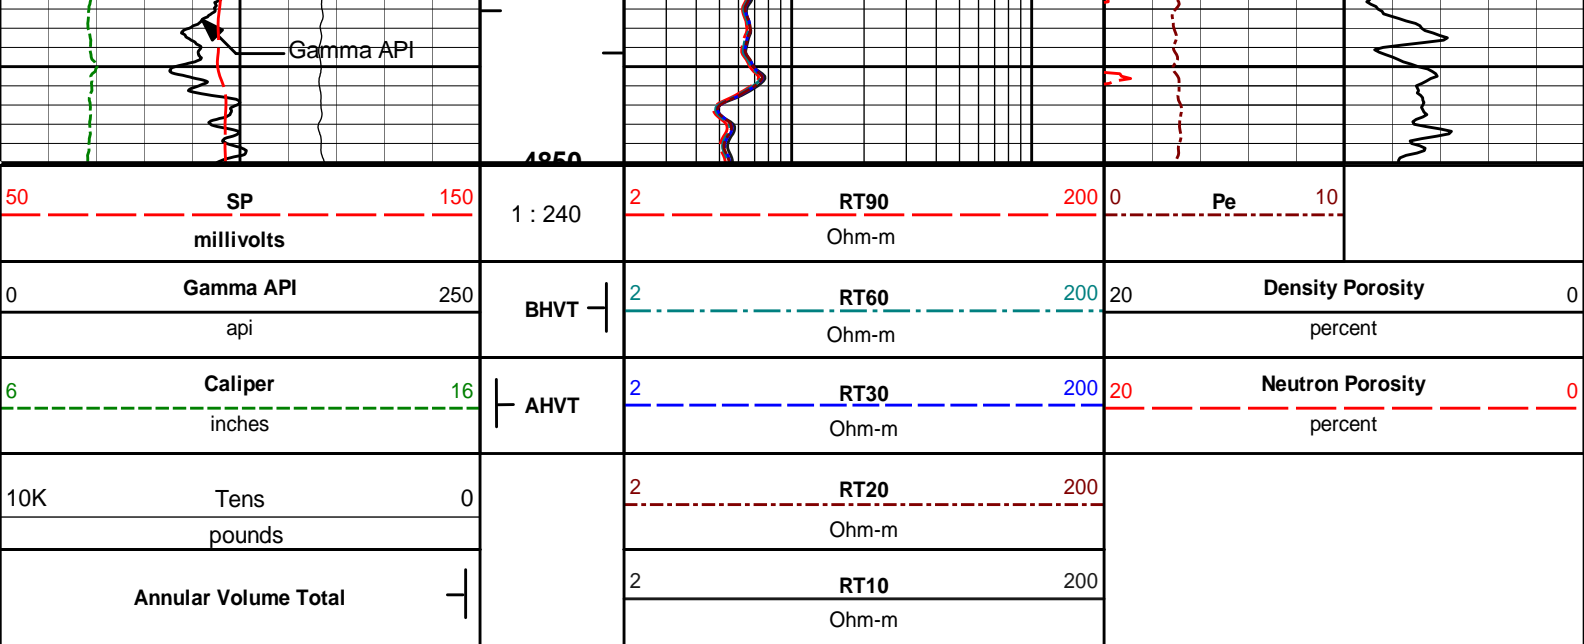 Gamma API
4850
50 SP 150
millivolts
1 : 240
2 RT90 200
Ohm-m
0 Pe 10
0 Gamma API 250
api
BHVT
2 RT60 200
Ohm-m
20 Density Porosity 0
percent
6 Caliper 16
inches
AHVT
2 RT30 200
Ohm-m
20 Neutron Porosity 0
percent
10K Tens 0
pounds
2 RT20 200
Ohm-m
Annular Volume Total
2 RT10 200
Ohm-m